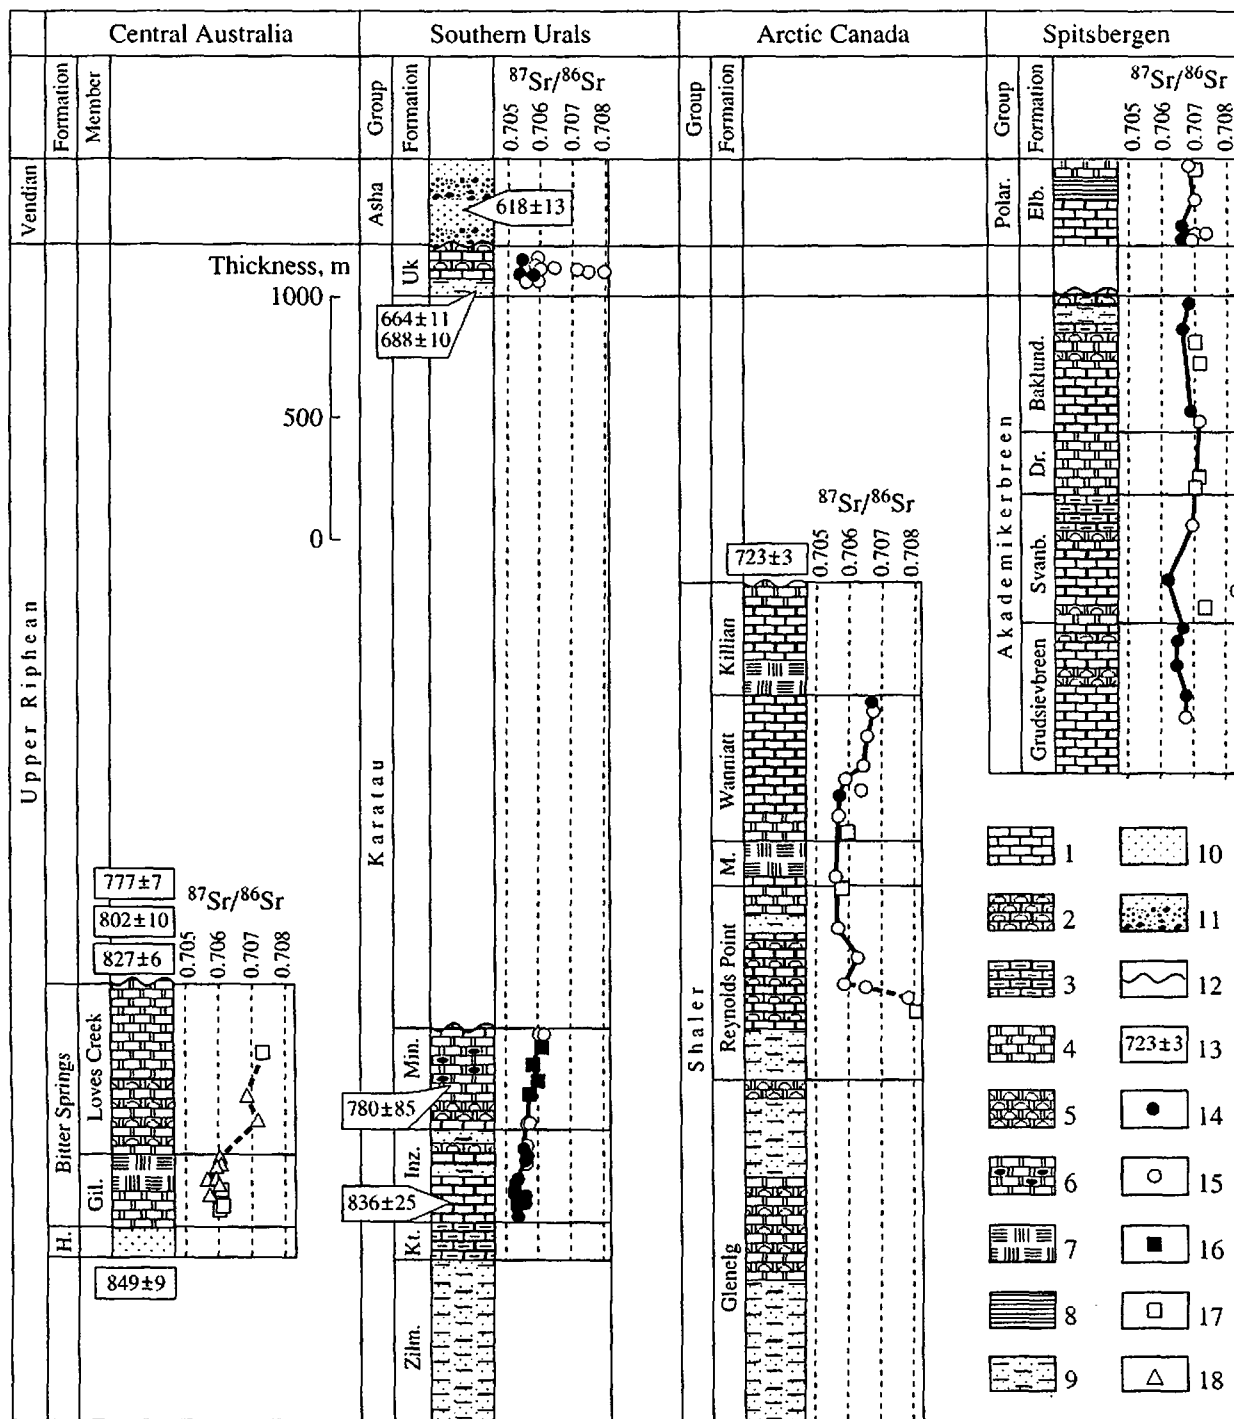 Central Australia
Southern Urals
Arctic Canada
Spitsbergen
Formation
Member
Group
Formation
87Sr/86Sr
0.705
0.706
0.707
0.708
Group
Formation
Group
Formation
87Sr/86Sr
0.705
0.706
0.707
0.708
Vendian
Asha
618±13
Polar.
Elb.
Upper Riphean
Thickness, m
1000
500
0
Karatau
Uk
664±11
688±10
Akademikerbreen
Baklund.
Dr.
Svanb.
Grudsievbreen
87Sr/86Sr
0.705
0.706
0.707
0.708
723±3
Shaler
Killian
Wanniatt
M.
Reynolds Point
Glenelg
777±7
802±10
827±6
87Sr/86Sr
0.705
0.706
0.707
0.708
Bitter Springs
Loves Creek
Gil.
H.
849±9
Min.
780±85
Inz.
836±25
Kt.
Zilm.
1
2
3
4
5
6
7
8
9
10
11
12
723±3 13
14
15
16
17
18